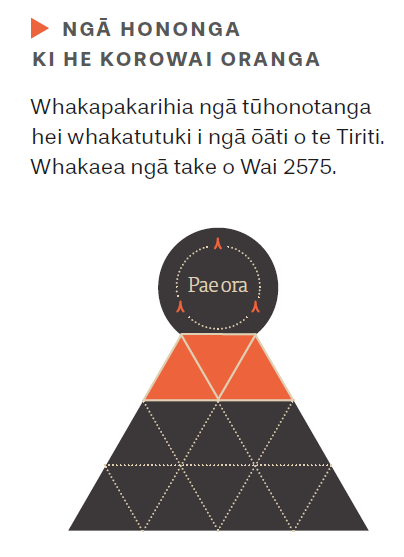 NGĀ HONONGA
KI HE KOROWAI ORANGA
Whakapakarihia ngā tūhonotanga
hei whakatutuki i ngā ōāti o te Tiriti.
Whakaea ngā take o Wai 2575.
Pae ora